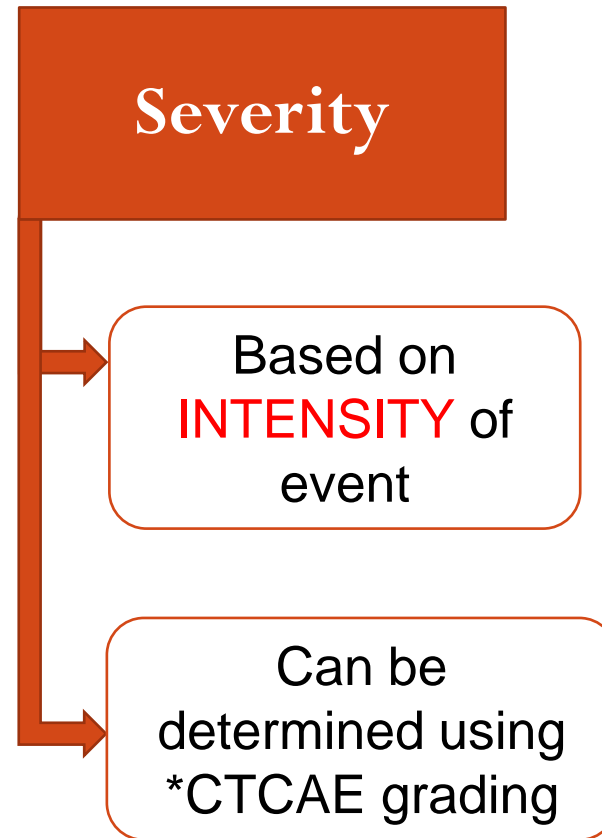 Severity
Based on
INTENSITY of
event
Can be
determined using
*CTCAE grading